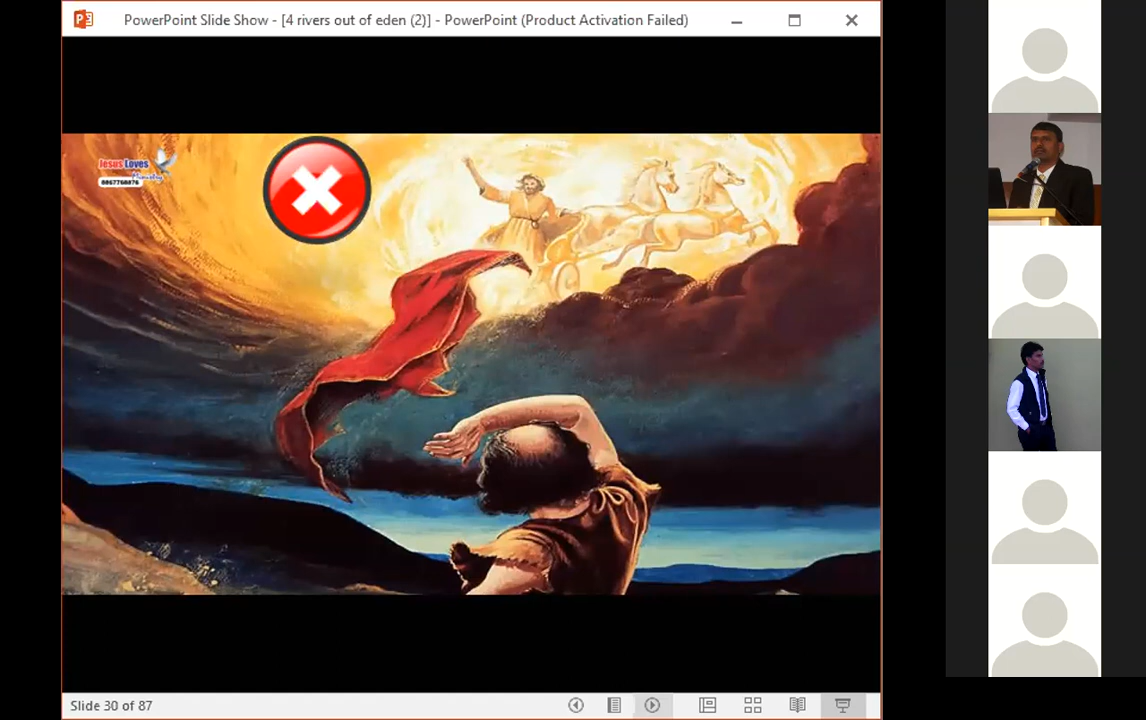 PowerPoint Slide Show - [4 rivers out of eden (2)] - PowerPoint (Product Activation Failed)
Jesus Loves
Ministry
Slide 30 of 87